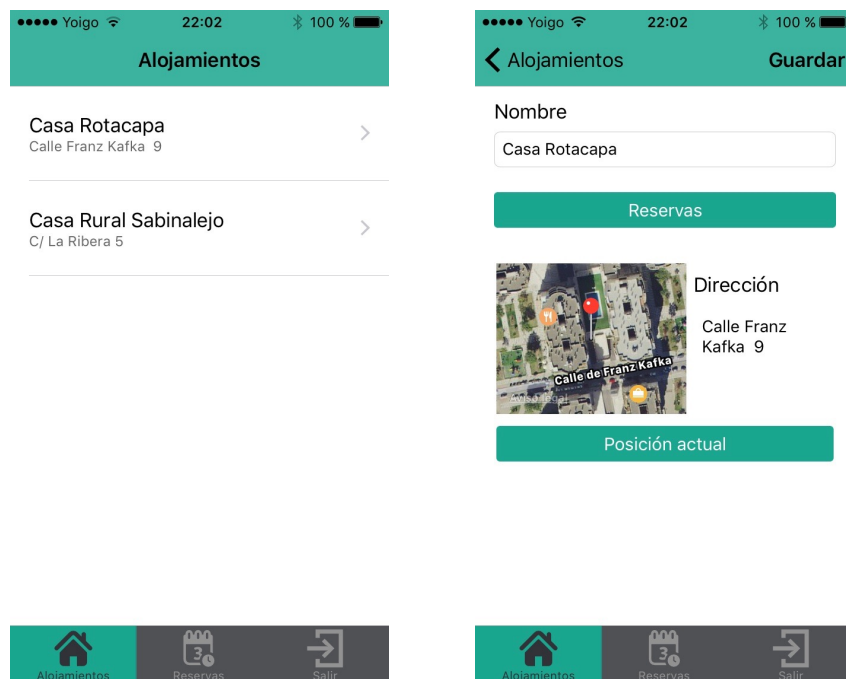 Yoigo 22:02 100 %
Alojamientos
Casa Rotacapa
Calle Franz Kafka 9
Casa Rural Sabinalejo
C/ La Ribera 5
Alojamientos Reservas Salir
Yoigo 22:02 100 %
Alojamientos Guardar
Nombre
Casa Rotacapa
Reservas
Dirección
Calle Franz
Kafka 9
Calle de Franz Kafka
Aviso legal
Posición actual
Alojamientos Reservas Salir